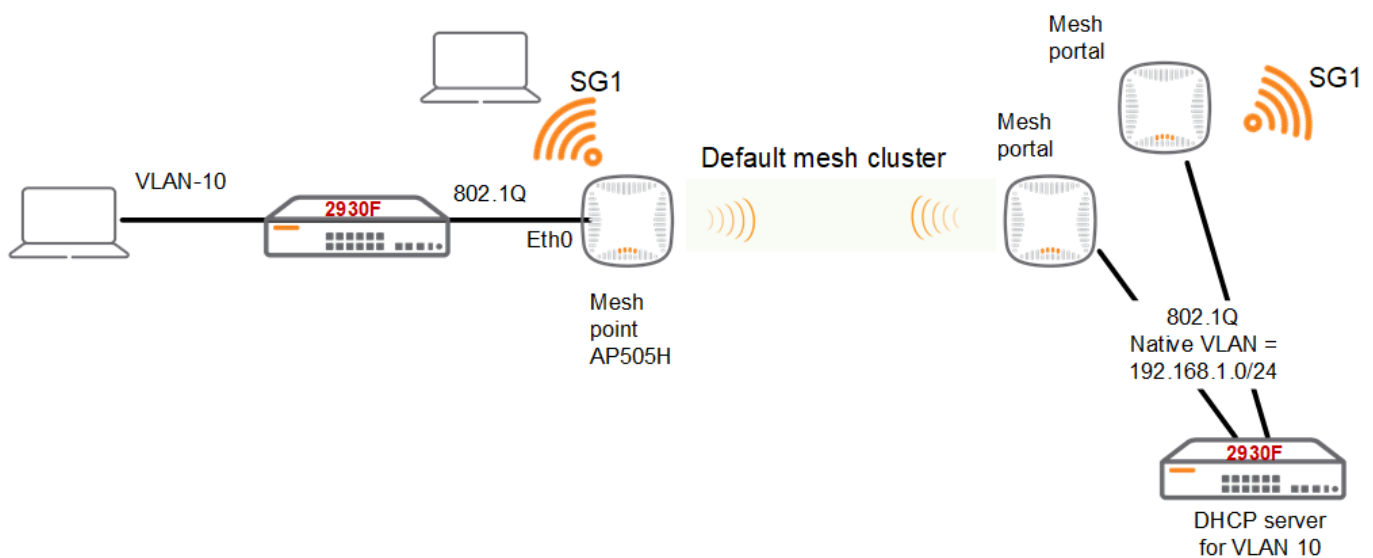 Mesh
portal
SG1
SG1
Mesh
portal
Default mesh cluster
VLAN-10
802.1Q
2930F
Eth0
Mesh
point
AP505H
802.1Q
Native VLAN =
192.168.1.0/24
2930F
DHCP server
for VLAN 10